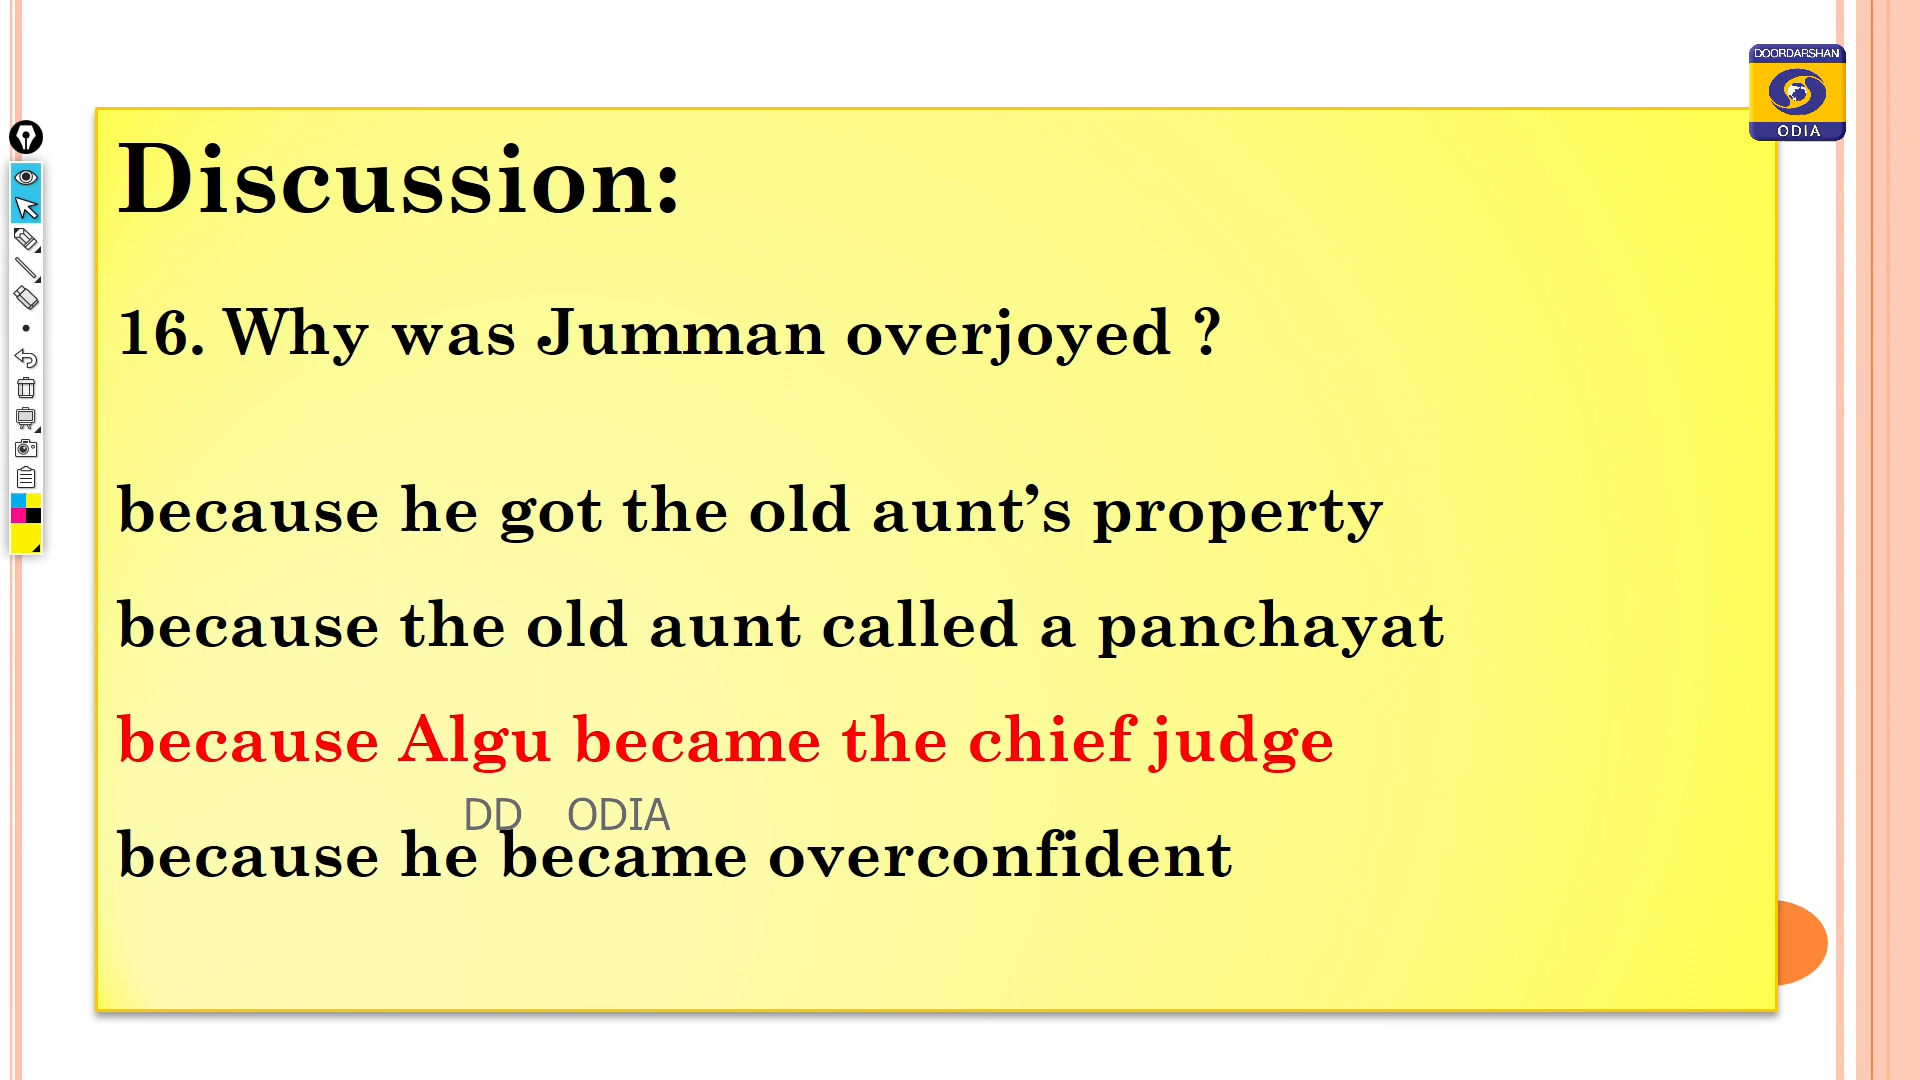 DOORDARSHAN
ODIA
Discussion:
16. Why was Jumman overjoyed ?
because he got the old aunt’s property
because the old aunt called a panchayat
because Algu became the chief judge
DD ODIA
because he became overconfident